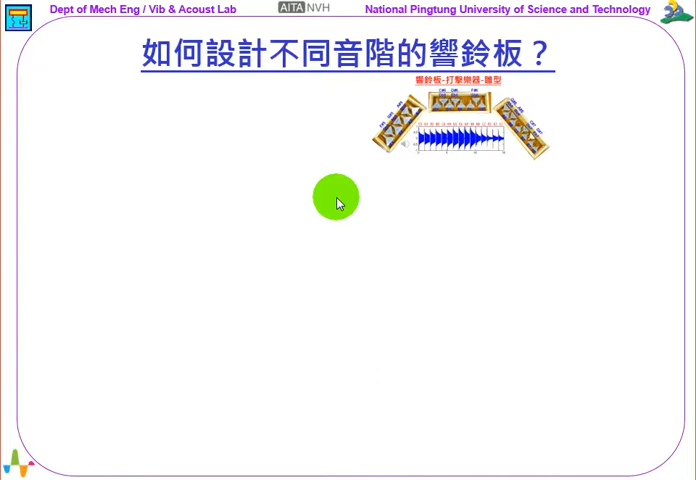 Dept of Mech Eng / Vib & Acoust Lab
AITA NVH
National Pingtung University of Science and Technology
如何設計不同音階的響鈴板？
響鈴板-打擊樂器-雛型